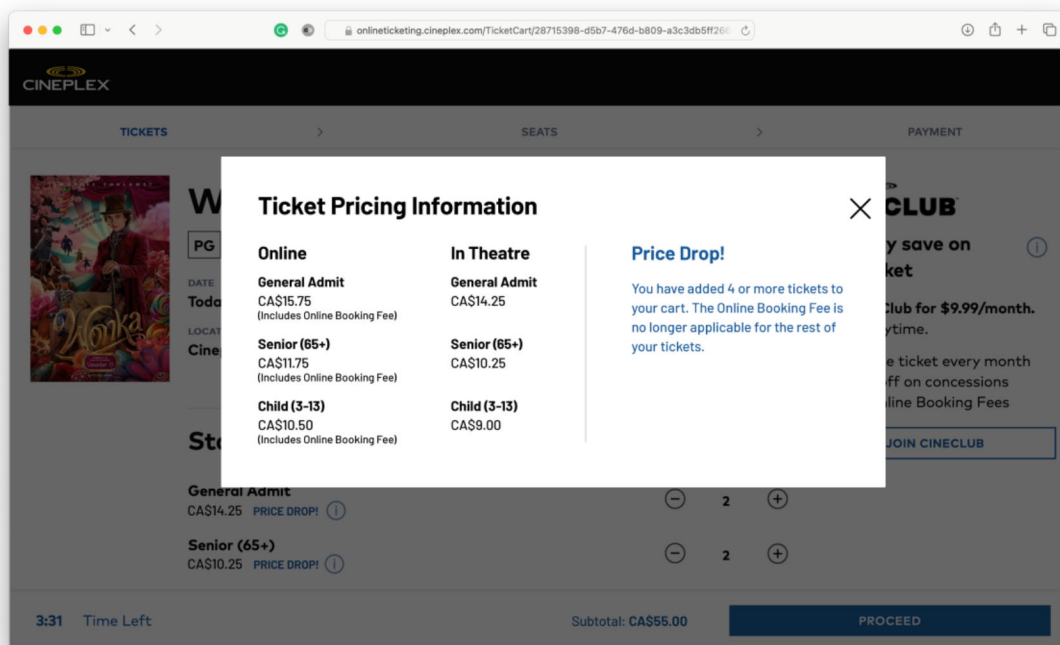 onlineticketing.cineplex.com/TicketCart/28715398-d5b7-476d-b809-a3c3db5ff266
CINEPLEX
TICKETS
SEATS
PAYMENT
Ticket Pricing Information
Online
General Admit
CA$15.75
(Includes Online Booking Fee)
Senior (65+)
CA$11.75
(Includes Online Booking Fee)
Child (3-13)
CA$10.50
(Includes Online Booking Fee)
In Theatre
General Admit
CA$14.25
Senior (65+)
CA$10.25
Child (3-13)
CA$9.00
Price Drop!
You have added 4 or more tickets to
your cart. The Online Booking Fee is
no longer applicable for the rest of
your tickets.
W
PG
DATE
Toda
LOCAT
Cine
Wonka
CLUB
y save on
ket
Club for $9.99/month.
ytime.
e ticket every month
ff on concessions
line Booking Fees
JOIN CINECLUB
General Admit
CA$14.25 PRICE DROP!
2
Senior (65+)
CA$10.25 PRICE DROP!
2
3:31 Time Left
Subtotal: CA$55.00
PROCEED